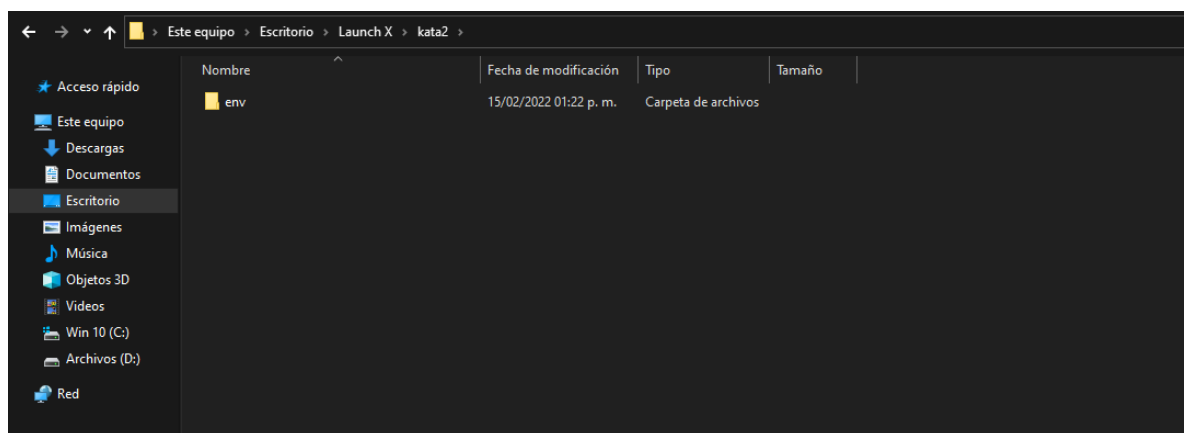 Este equipo > Escritorio > Launch X > kata2 >
Nombre Fecha de modificación Tipo Tamaño
Acceso rápido
env 15/02/2022 01:22 p. m. Carpeta de archivos
Este equipo
Descargas
Documentos
Escritorio
Imágenes
Música
Objetos 3D
Videos
Win 10 (C:)
Archivos (D:)
Red